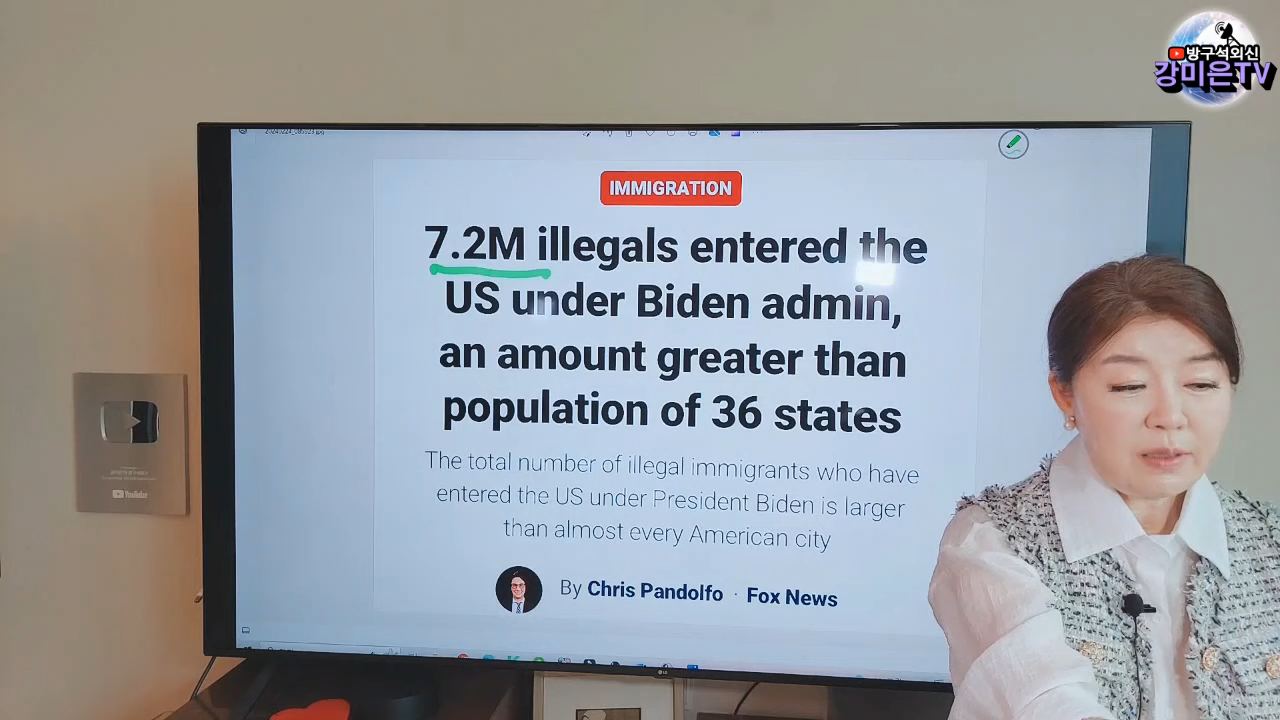 방구석외신
강미은TV
IMMIGRATION
7.2M illegals entered the
US under Biden admin,
an amount greater than
population of 36 states
The total number of illegal immigrants who have
entered the US under President Biden is larger
than almost every American city
By Chris Pandolfo · Fox News
YouTube
LG